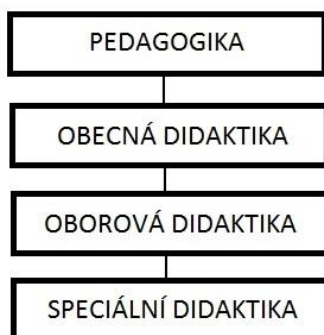 PEDAGOGIKA
OBECNÁ DIDAKTIKA
OBOROVÁ DIDAKTIKA
SPECIÁLNÍ DIDAKTIKA